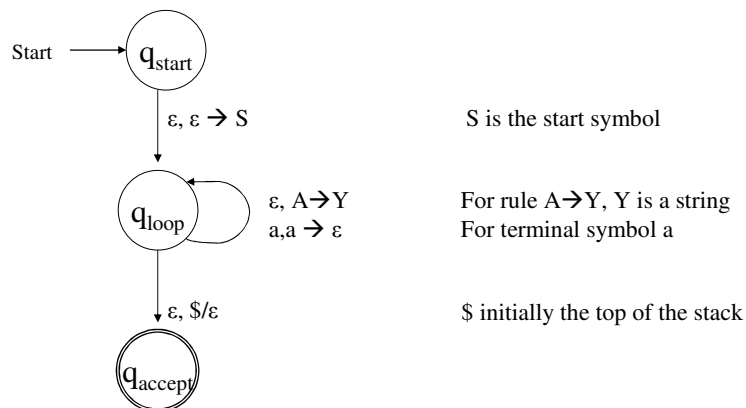 Start
q_start
ε, ε → S
S is the start symbol
q_loop
ε, A→Y
For rule A→Y, Y is a string
a,a → ε
For terminal symbol a
ε, $/ε
$ initially the top of the stack
q_accept